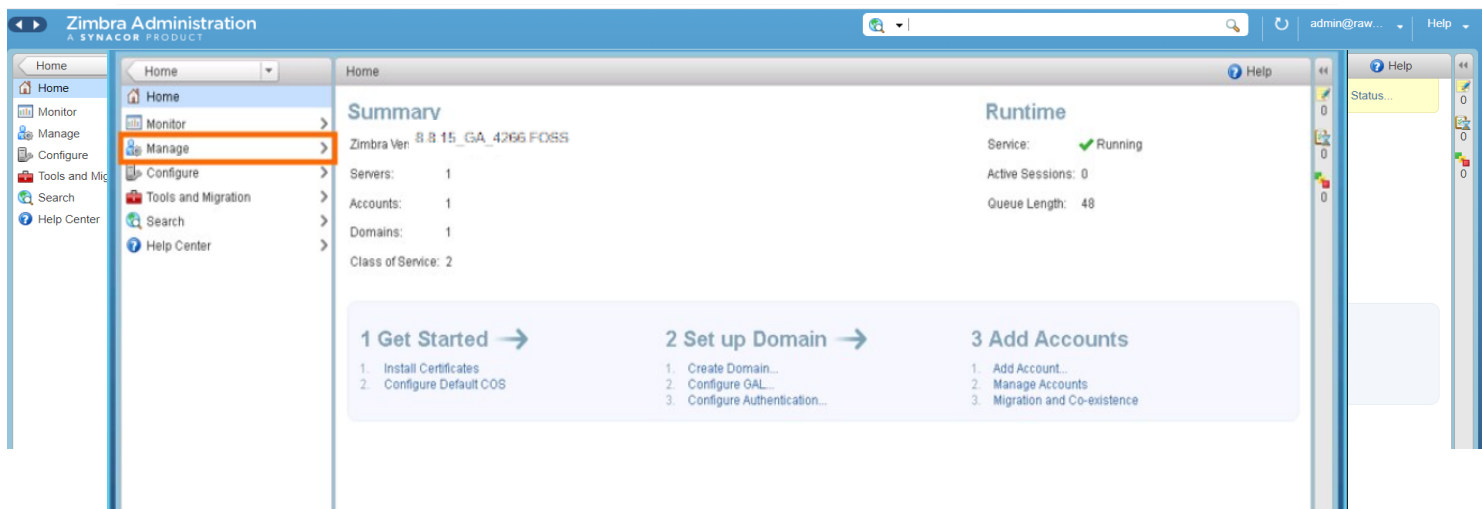 Zimbra Administration
A SYNACOR PRODUCT
admin@raw...
Help
Home
Home
Monitor
Manage
Configure
Tools and Mig
Search
Help Center
Home
Home
Monitor
Manage
Configure
Tools and Migration
Search
Help Center
Home
Help
Summary
Zimbra Ver 8.8 15_GA_4266 FOSS
Servers: 1
Accounts: 1
Domains: 1
Class of Service: 2
Runtime
Service: Running
Active Sessions: 0
Queue Length: 48
1 Get Started
1. Install Certificates
2. Configure Default COS
2 Set up Domain
1. Create Domain...
2. Configure GAL...
3. Configure Authentication...
3 Add Accounts
1. Add Account...
2. Manage Accounts
3. Migration and Co-existence
0
0
0
Help
Status...
0
0
0